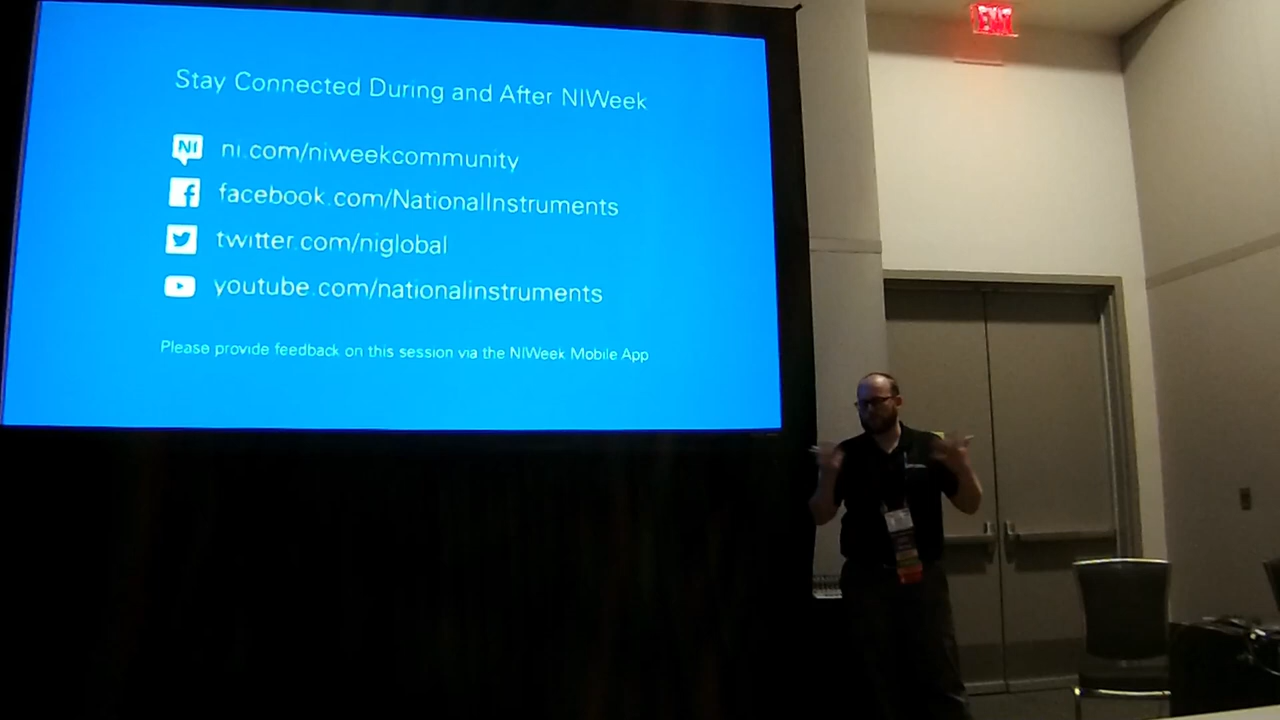 Stay Connected During and After NIWeek
NI
ni.com/niweekcommunity
facebook.com/NationalInstruments
twitter.com/niglobal
youtube.com/nationalinstruments
Please provide feedback on this session via the NIWeek Mobile App
EXIT